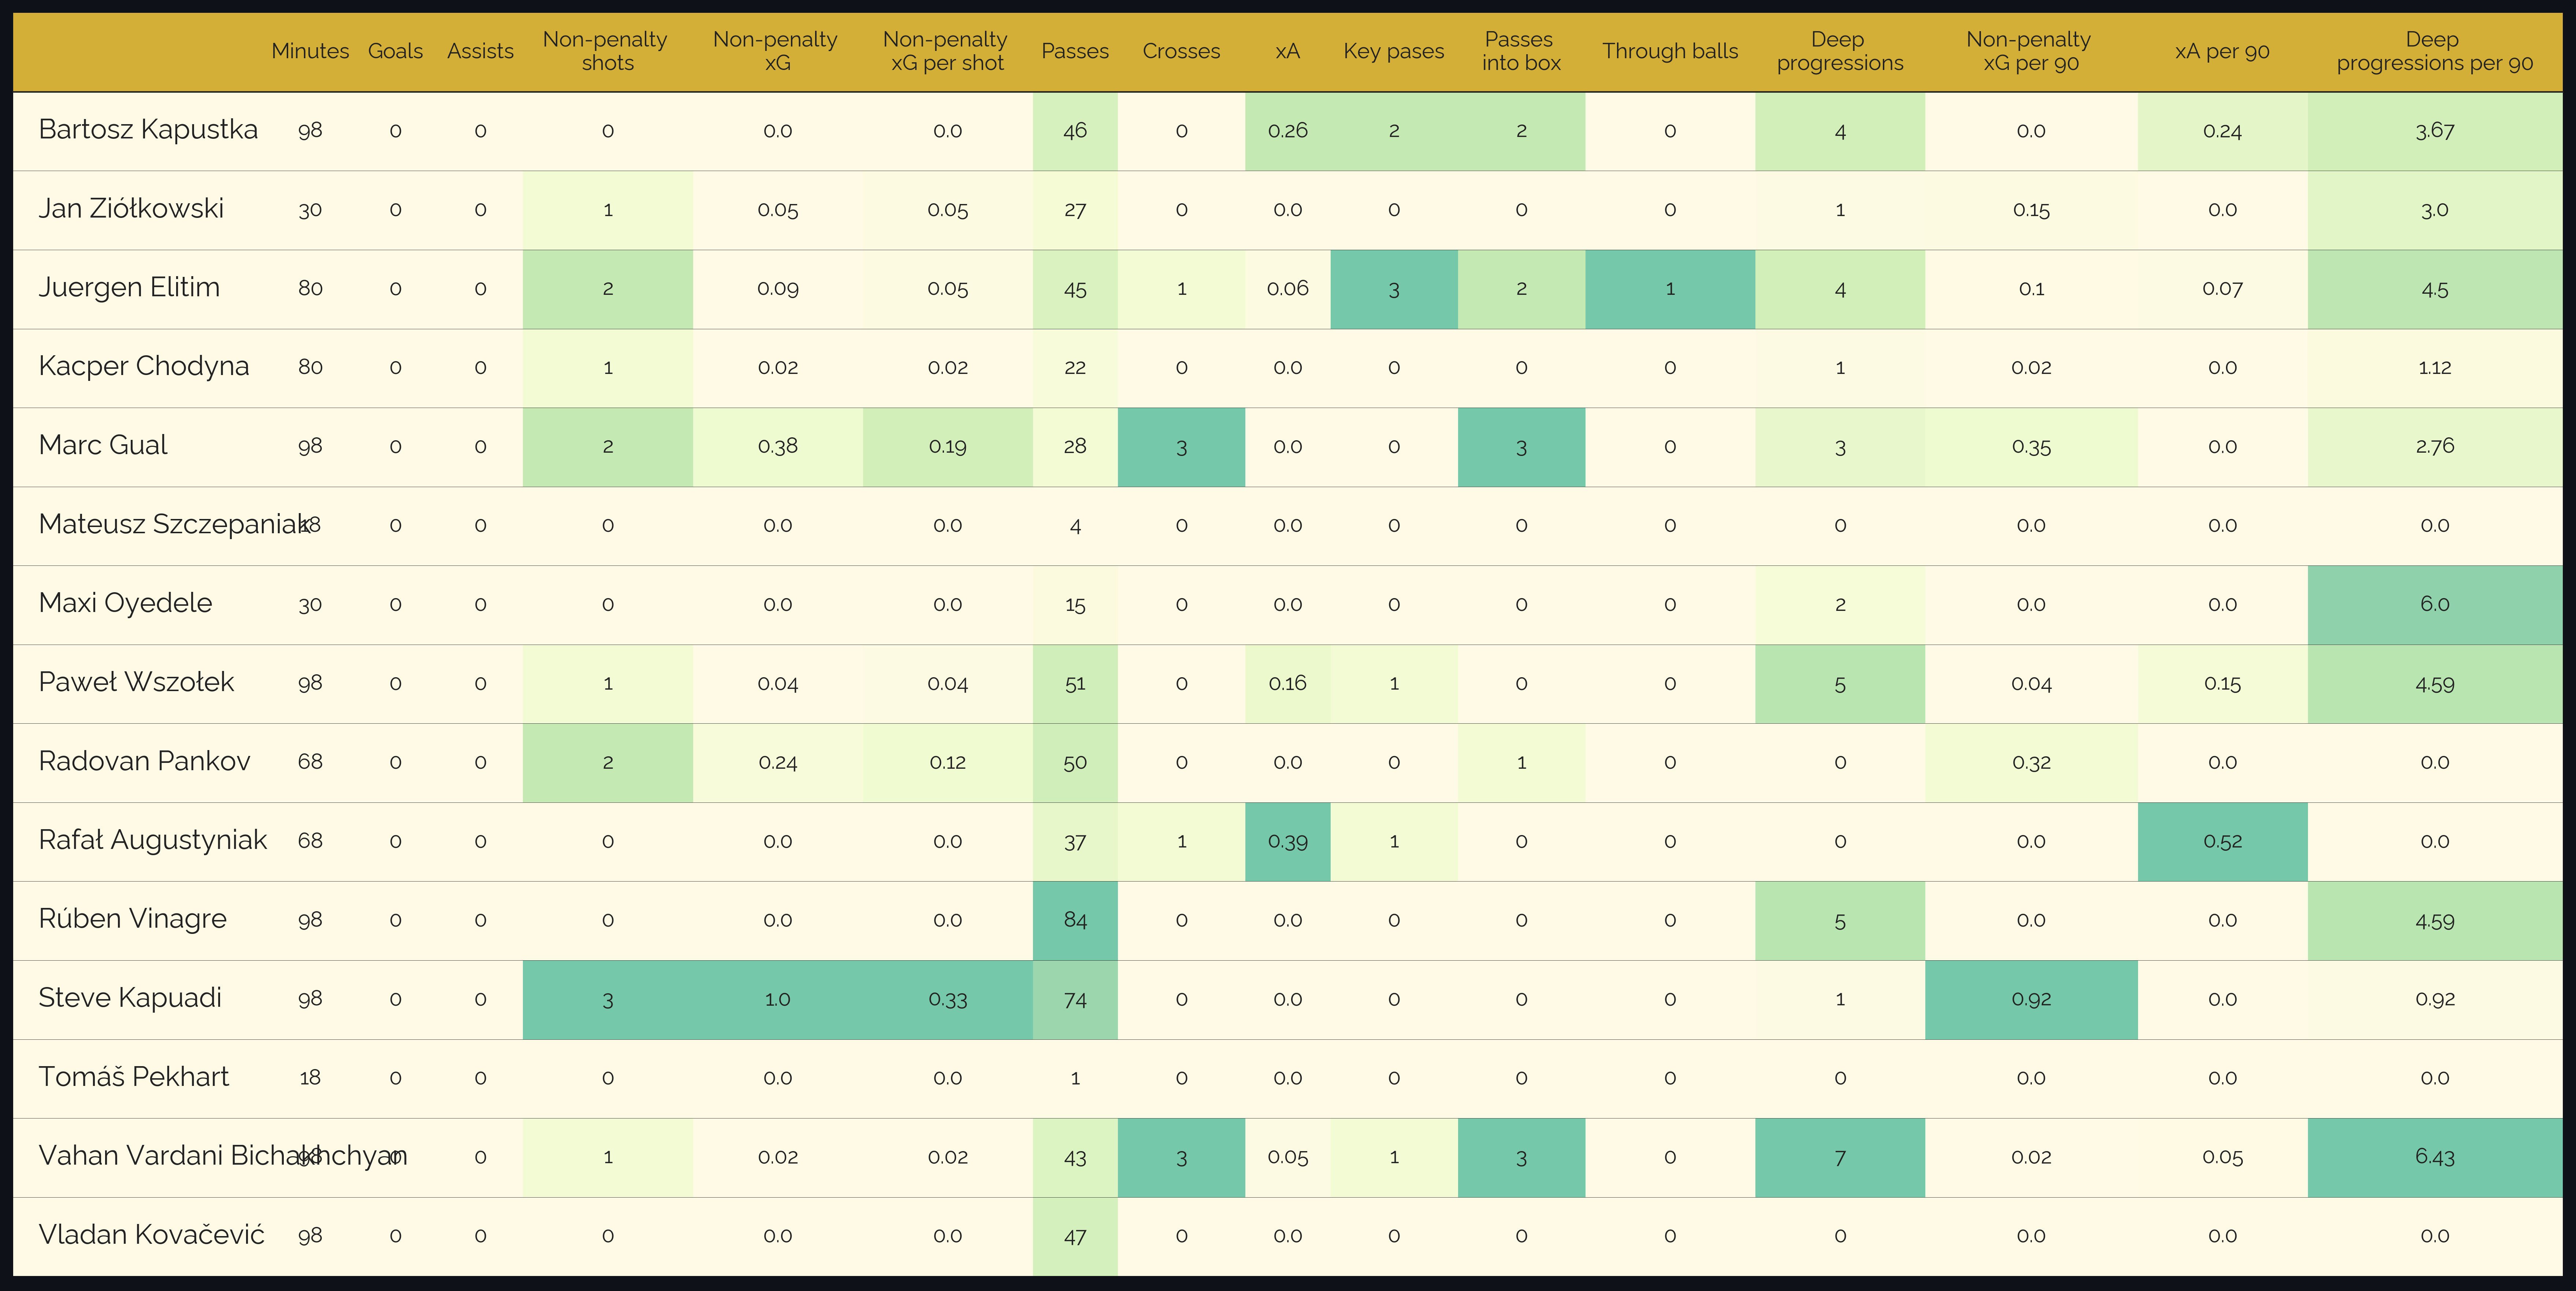 Minutes Goals Assists Non-penalty shots Non-penalty xG Non-penalty xG per shot Passes Crosses xA Key pases Passes into box Through balls Deep progressions Non-penalty xG per 90 xA per 90 Deep progressions per 90
Bartosz Kapustka 98 0 0 0 0.0 0.0 46 0 0.26 2 2 0 4 0.0 0.24 3.67
Jan Ziółkowski 30 0 0 1 0.05 0.05 27 0 0.0 0 0 0 1 0.15 0.0 3.0
Juergen Elitim 80 0 0 2 0.09 0.05 45 1 0.06 3 2 1 4 0.1 0.07 4.5
Kacper Chodyna 80 0 0 1 0.02 0.02 22 0 0.0 0 0 0 1 0.02 0.0 1.12
Marc Gual 98 0 0 2 0.38 0.19 28 3 0.0 0 3 0 3 0.35 0.0 2.76
Mateusz Szczepaniak 18 0 0 0 0.0 0.0 4 0 0.0 0 0 0 0 0.0 0.0 0.0
Maxi Oyedele 30 0 0 0 0.0 0.0 15 0 0.0 0 0 0 2 0.0 0.0 6.0
Paweł Wszołek 98 0 0 1 0.04 0.04 51 0 0.16 1 0 0 5 0.04 0.15 4.59
Radovan Pankov 68 0 0 2 0.24 0.12 50 0 0.0 0 1 0 0 0.32 0.0 0.0
Rafał Augustyniak 68 0 0 0 0.0 0.0 37 1 0.39 1 0 0 0 0.0 0.52 0.0
Rúben Vinagre 98 0 0 0 0.0 0.0 84 0 0.0 0 0 0 5 0.0 0.0 4.59
Steve Kapuadi 98 0 0 3 1.0 0.33 74 0 0.0 0 0 0 1 0.92 0.0 0.92
Tomáš Pekhart 18 0 0 0 0.0 0.0 1 0 0.0 0 0 0 0 0.0 0.0 0.0
Vahan Vardani Bichakhchyan 98 0 0 1 0.02 0.02 43 3 0.05 1 3 0 7 0.02 0.05 6.43
Vladan Kovačević 98 0 0 0 0.0 0.0 47 0 0.0 0 0 0 0 0.0 0.0 0.0